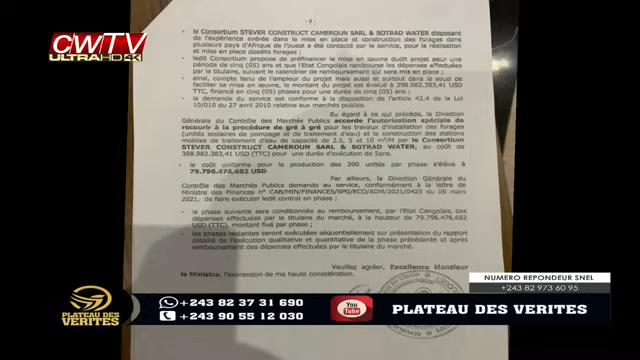 - 2 -
• le Consortium STEVER CONSTRUCT CAMEROUN SARL & SOTRAD WATER disposant
de l'expérience avérée dans la mise en place et construction des forages dans
plusieurs pays d'Afrique de l'ouest a été contacté par le service, pour la réalisation
et mise en place desdits forages ;
• ledit Consortium propose de préfinancer la mise en œuvre dudit projet pour une
période de cinq (05) ans et que l'Etat Congolais rembourse les dépenses effectuées
par le titulaire, suivant le calendrier de remboursement qui sera mis en place ;
• ainsi, compte tenu de l'ampleur du projet mais aussi et surtout dans le souci de
faciliter sa mise en œuvre, le montant du projet est évalué à 398.982.383,41 USD
TTC, financé en cinq (05) phases pour une durée de cinq (05) ans ;
• la demande du service est conforme à la disposition de l'article 42.4 de la Loi
10/010 du 27 avril 2010 relative aux marchés publics.
Eu égard à ce qui précède, la Direction
Générale du Contrôle des Marchés Publics accorde l'autorisation spéciale de
recourir à la procédure de gré à gré pour les travaux d'installation des forages
(unités scolaires de pompage et de traitement d'eau) et la construction des stations
mobiles de traitement d'eau de capacité de 2.5, 5 et 10 m³/H par le Consortium
STEVER CONSTRUCT CAMEROUN SARL & SOTRAD WATER, au coût de
398.982.383,41 USD (TTC) pour une durée d'exécution de 5ans.
• le coût uniforme pour la production des 200 unités par phase s'élève à
79.796.476,682 USD
Par ailleurs, la Direction Générale du
Contrôle des Marchés Publics demande au service, conformément à la lettre de
Ministre des Finances n° CAB/MIN/FINANCES/SPG/ECO/ADM/2021/0425 du 09 mars
2021, de faire exécuter ledit contrat en phase ;
• la phase suivante sera conditionnée au remboursement, par l'Etat Congolais, des
dépenses effectuées par le titulaire du marché, à la hauteur de 79.796.476,682
USD (TTC), montant fixé par phase ;
• les phases restantes seront exécutées séquentiellement sur présentation du rapport
détaillé de l'exécution qualitative et quantitative de la phase précédente et après
remboursement des dépenses effectuées par le titulaire du marché.
Veuillez agréer, Excellence Monsieur
le Ministre, l'expression de ma haute considération.
CWTV
ULTRA HD 4K
NUMERO REPONDEUR SNEL
+243 82 973 60 95
PLATEAU DES
VERITES
+243 82 37 31 690
+243 90 55 12 030
You Tube
PLATEAU DES VERITES